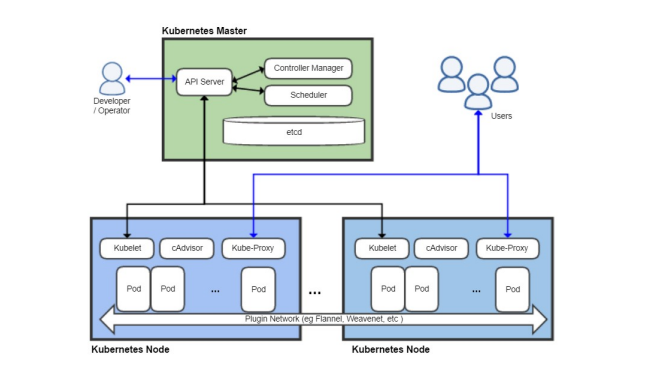 Kubernetes Master
API Server
Controller Manager
Scheduler
etcd
Developer
/ Operator
Users
Kubelet
cAdvisor
Kube-Proxy
Pod
Pod
...
Pod
Kubernetes Node
...
Kubelet
cAdvisor
Kube-Proxy
Pod
Pod
...
Pod
Plugin Network (eg Flannel, Weavenet, etc )
Kubernetes Node